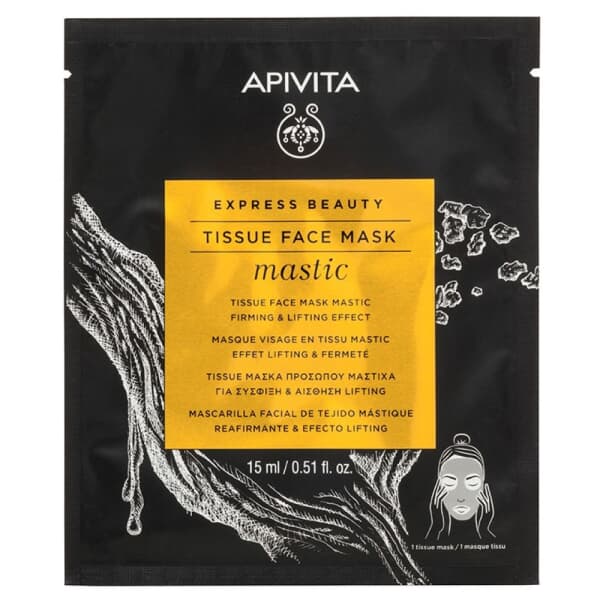 APIVITA
EXPRESS BEAUTY
TISSUE FACE MASK
mastic
TISSUE FACE MASK MASTIC
FIRMING & LIFTING EFFECT
MASQUE VISAGE EN TISSU MASTIC
EFFET LIFTING & FERMETÉ
TISSUE ΜΑΣΚΑ ΠΡΟΣΩΠΟΥ ΜΑΣΤΙΧΑ
ΓΙΑ ΣΥΣΦΙΞΗ & ΑΙΣΘΗΣΗ LIFTING
MASCARILLA FACIAL DE TEJIDO MÁSTIQUE
REAFIRMANTE & EFECTO LIFTING
15 ml / 0.51 fl. oz.
1 tissue mask / 1 masque tissu